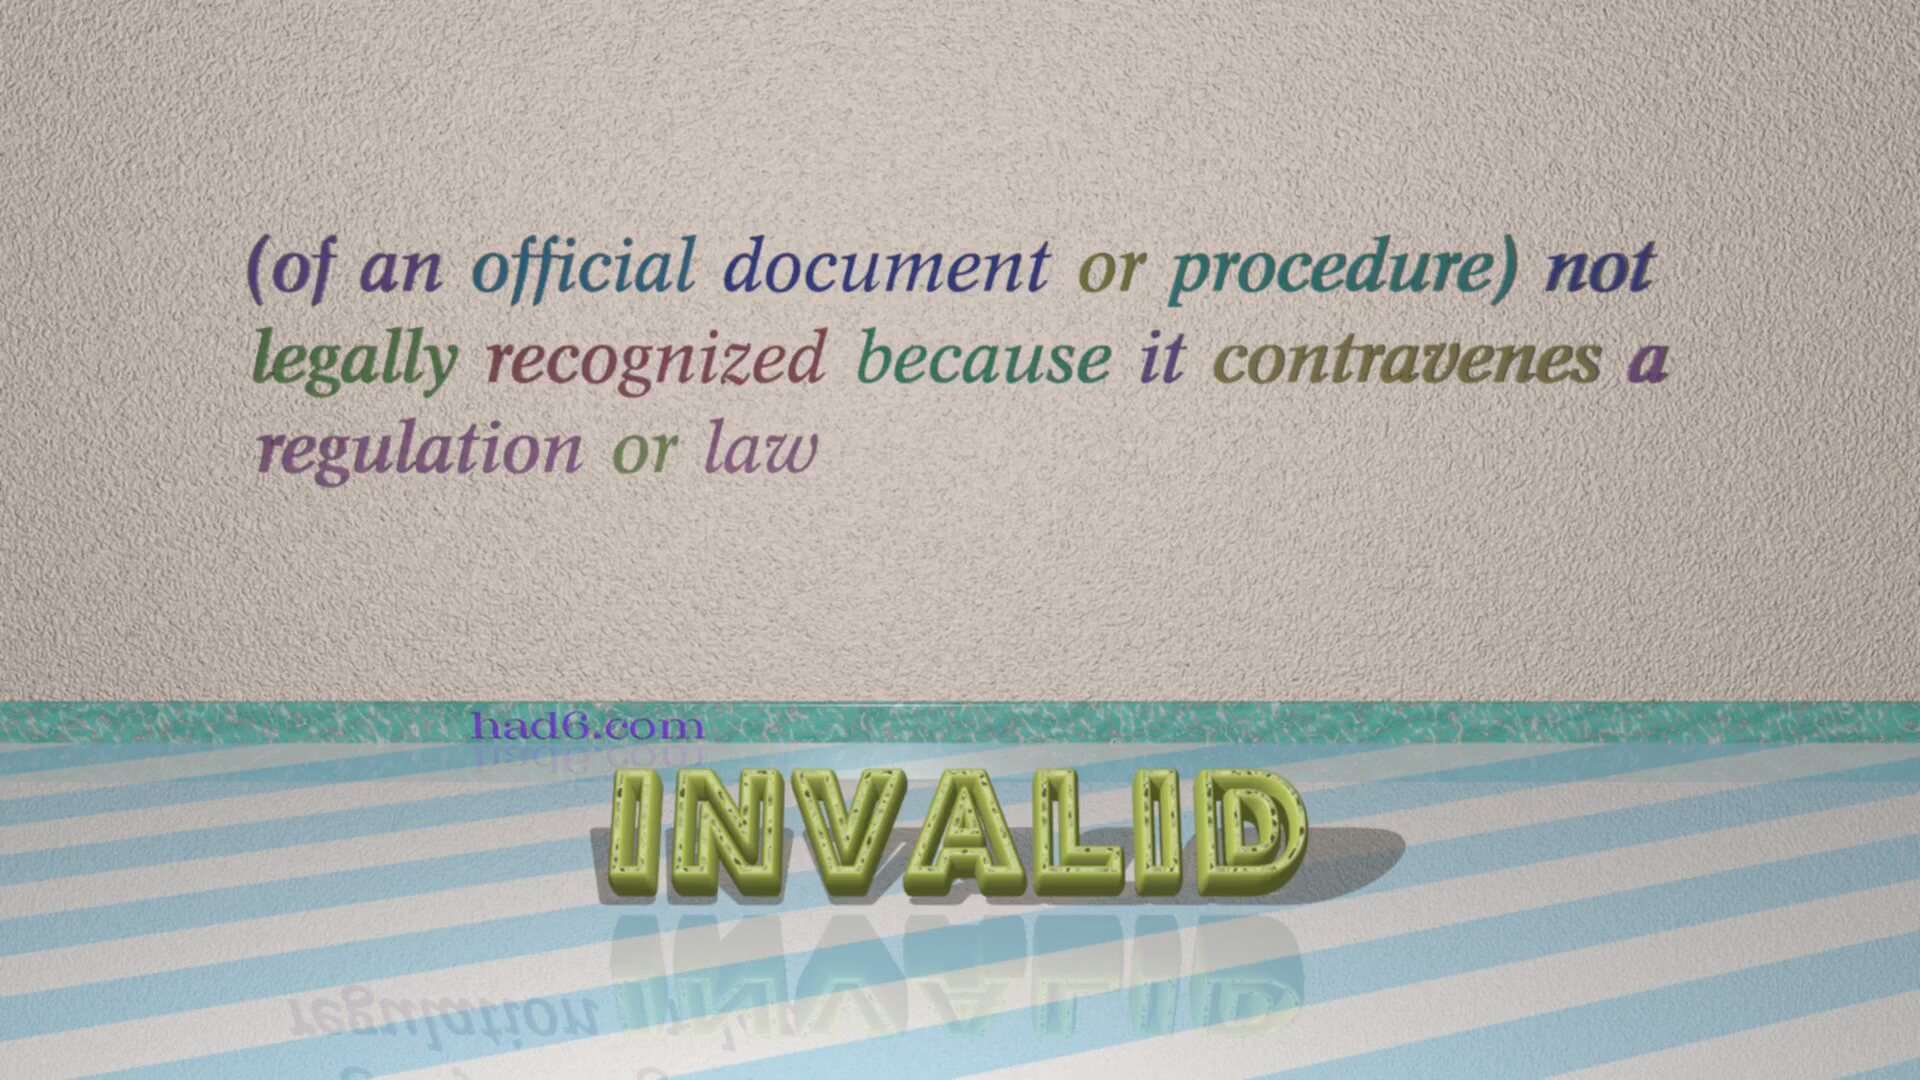 (of an official document or procedure) not
legally recognized because it contravenes a
regulation or law
had6.com
INVALID